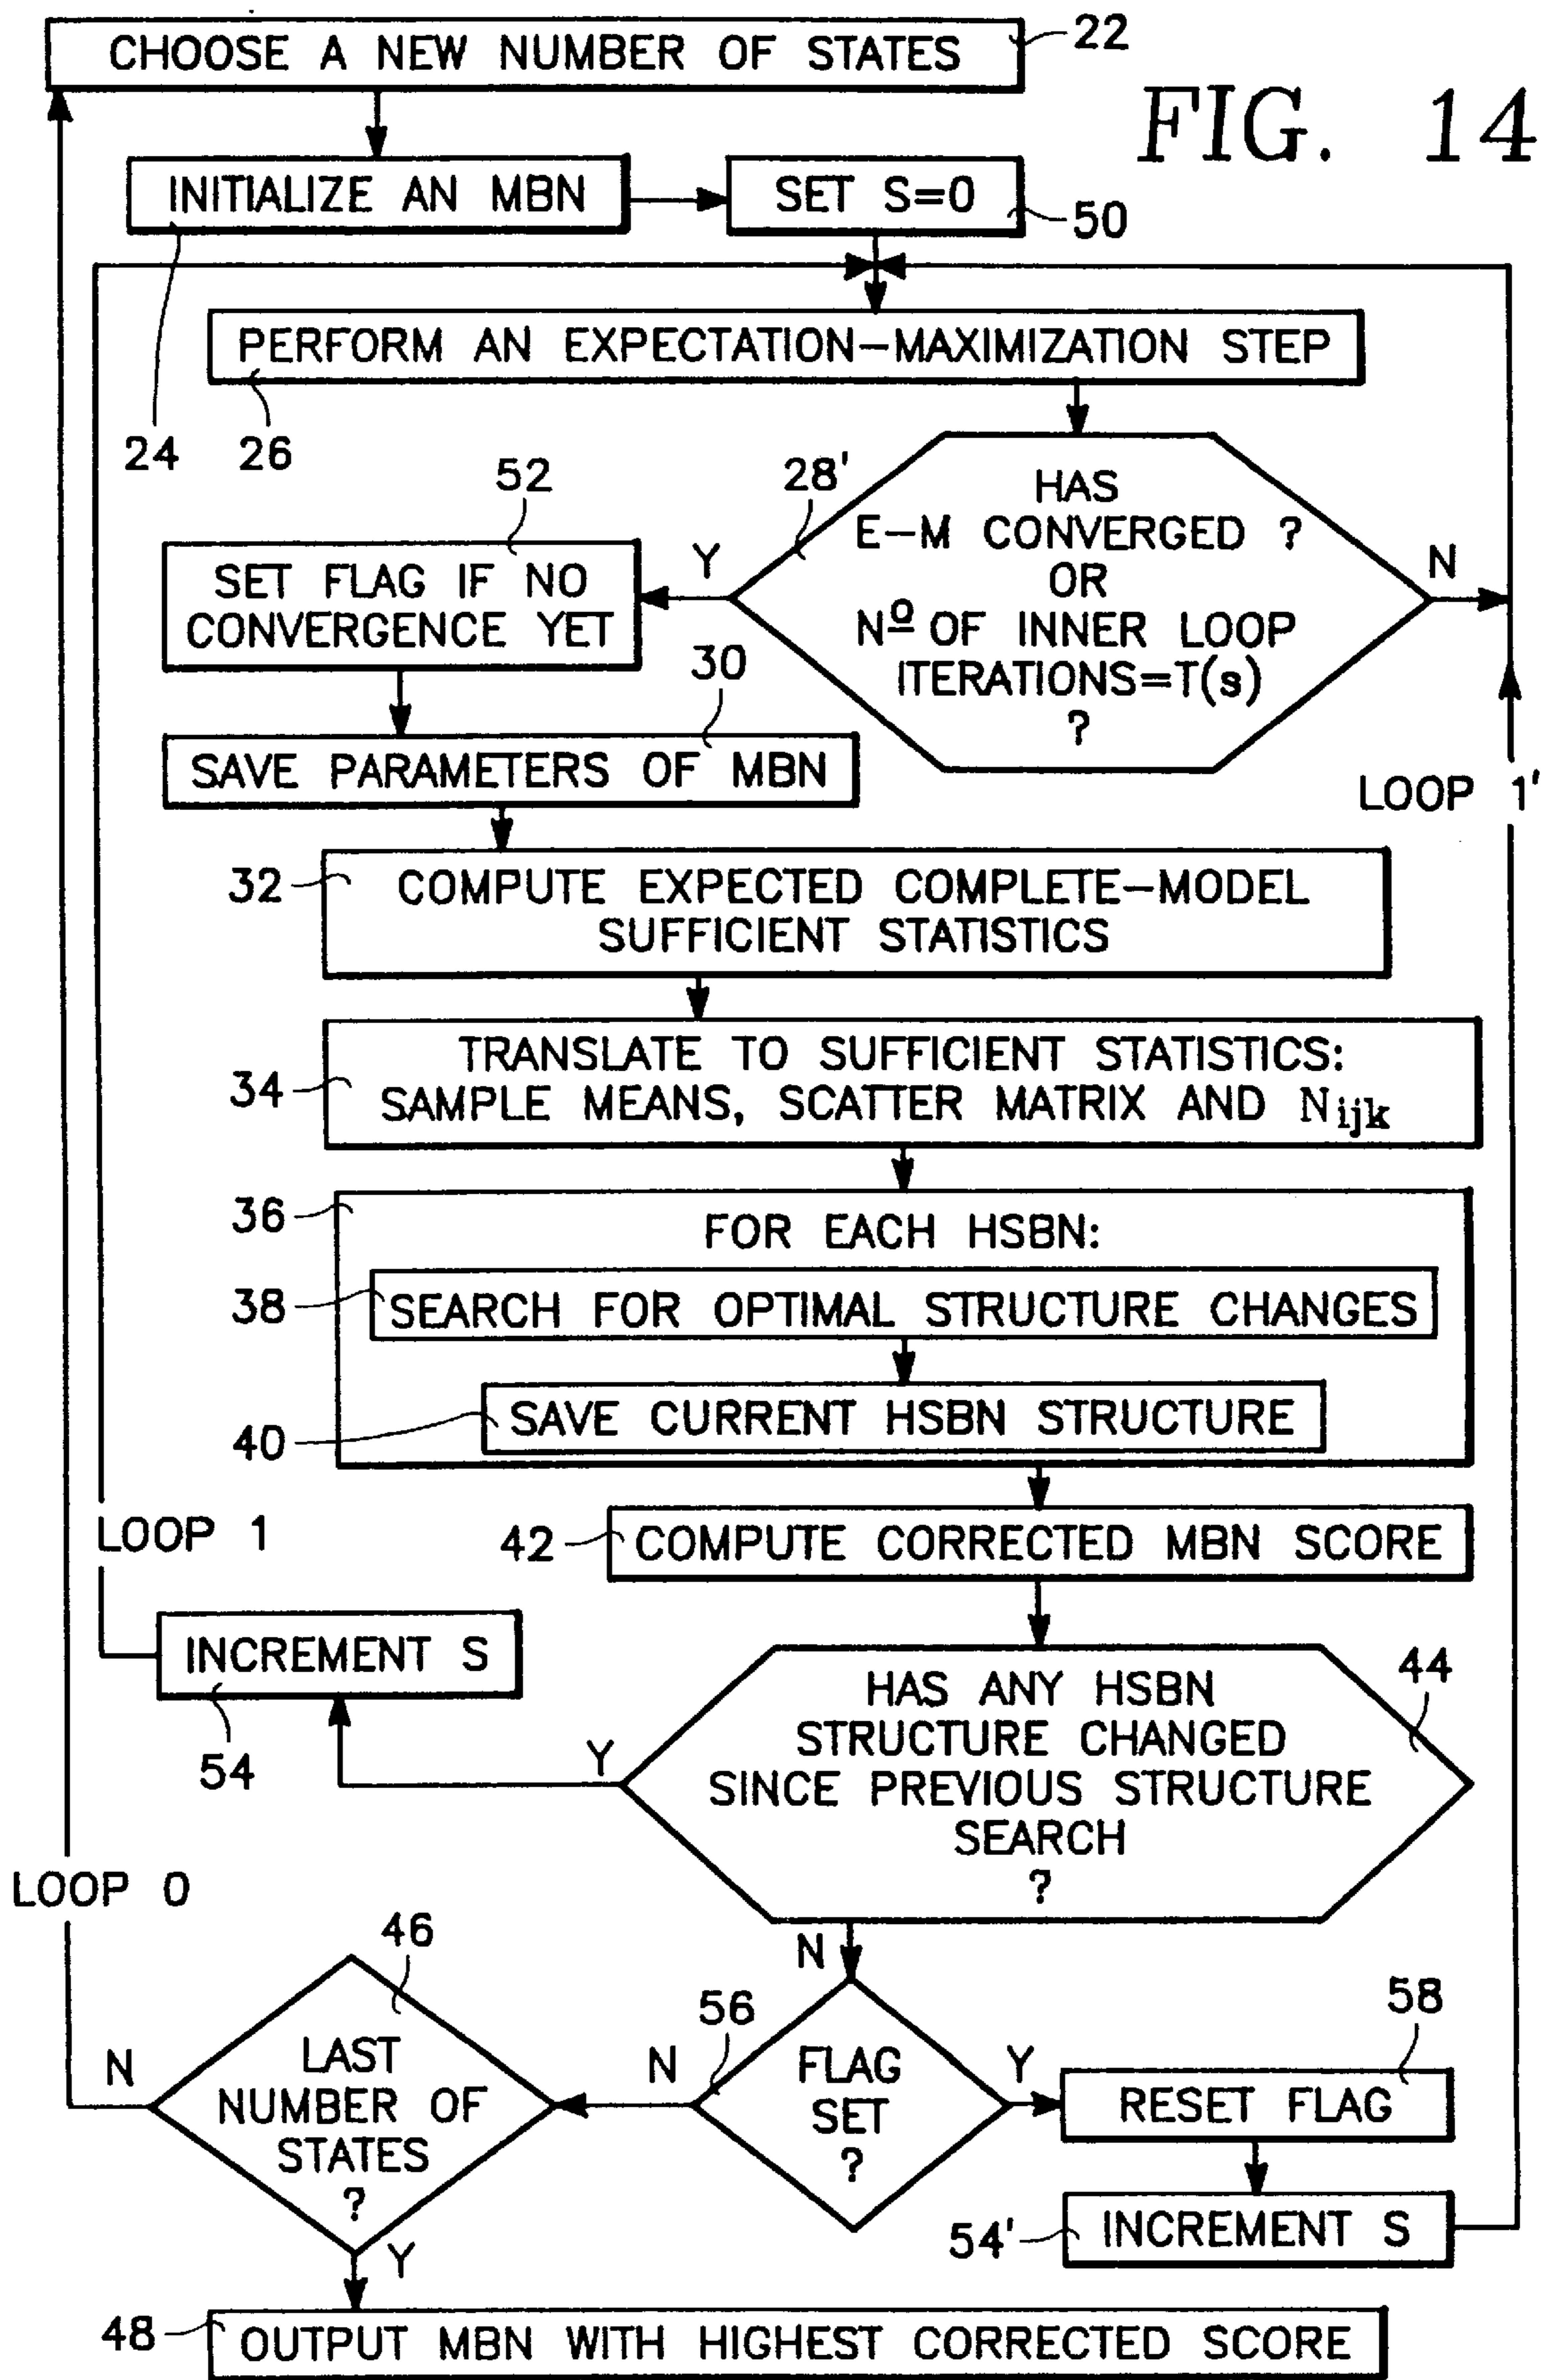 CHOOSE A NEW NUMBER OF STATES
22
FIG. 14
INITIALIZE AN MBN
SET S=0
50
PERFORM AN EXPECTATION-MAXIMIZATION STEP
24
26
52
28'
HAS
E-M CONVERGED ?
OR
Nº OF INNER LOOP
ITERATIONS=T(s)
?
Y
N
SET FLAG IF NO
CONVERGENCE YET
30
SAVE PARAMETERS OF MBN
LOOP 1'
32
COMPUTE EXPECTED COMPLETE-MODEL
SUFFICIENT STATISTICS
34
TRANSLATE TO SUFFICIENT STATISTICS:
SAMPLE MEANS, SCATTER MATRIX AND Nijk
36
FOR EACH HSBN:
38
SEARCH FOR OPTIMAL STRUCTURE CHANGES
40
SAVE CURRENT HSBN STRUCTURE
LOOP 1
42
COMPUTE CORRECTED MBN SCORE
INCREMENT S
54
44
HAS ANY HSBN
STRUCTURE CHANGED
SINCE PREVIOUS STRUCTURE
SEARCH
?
Y
N
LOOP 0
46
LAST
NUMBER OF
STATES
?
N
Y
56
FLAG
SET
?
N
Y
58
RESET FLAG
54'
INCREMENT S
48
OUTPUT MBN WITH HIGHEST CORRECTED SCORE